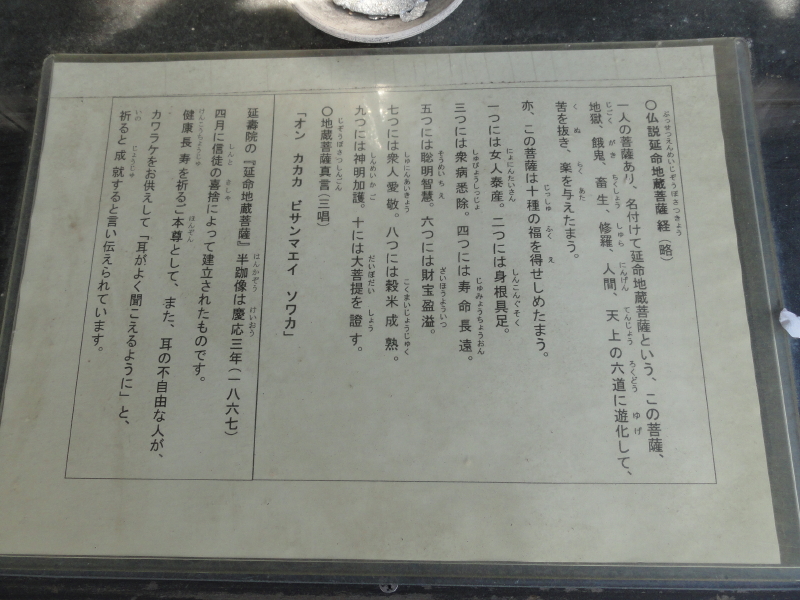 〇仏説延命地蔵菩薩経(略)
一人の菩薩あり、名付けて延命地蔵菩薩という、この菩薩、
地獄、餓鬼、畜生、修羅、人間、天上の六道に遊化して、
苦を抜き、楽を与えたまう。
亦、この菩薩は十種の福を得せしめたまう。
一つには女人泰産。二つには身根具足。
三つには衆病悉除。四つには寿命長遠。
五つには聡明智慧。六つには財宝盈溢。
七つには衆人愛敬。八つには穀米成熟。
九つには神明加護。十には大菩提を證す。
〇地蔵菩薩真言(三唱)
「オン カカカ ビサンマエイ ソワカ」
延壽院の『延命地蔵菩薩』半跏像は慶応三年(一八六七)
四月に信徒の喜捨によって建立されたものです。
健康長寿を祈るご本尊として、また、耳の不自由な人が、
カワラケをお供えして「耳がよく聞こえるように」と、
祈ると成就すると言い伝えられています。